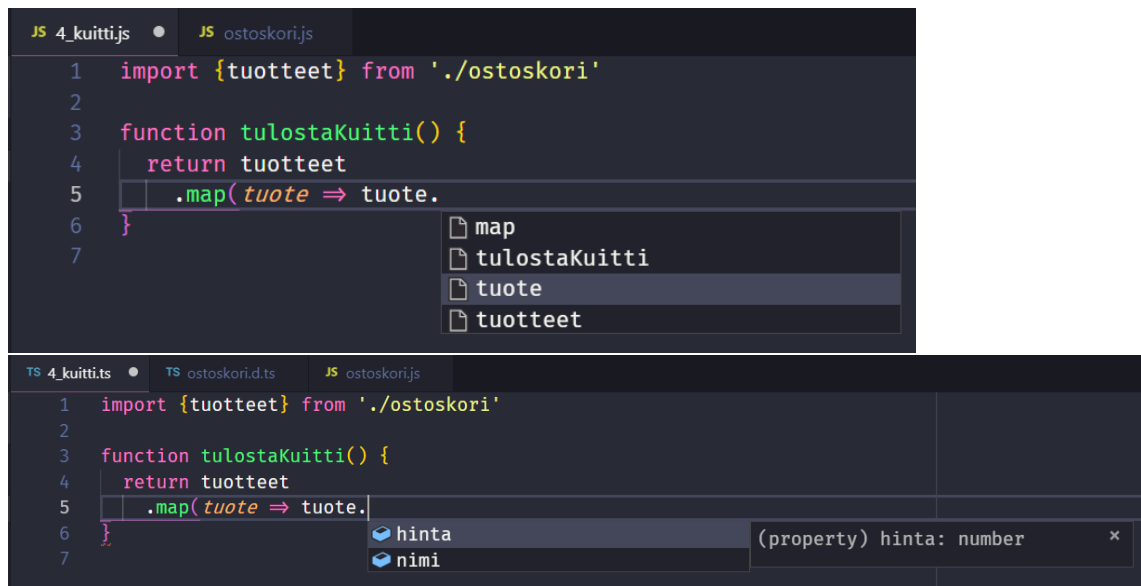 JS 4_kuitti.js ● JS ostoskori.js
1 import {tuotteet} from './ostoskori'
2
3 function tulostaKuitti() {
4 return tuotteet
5 .map(tuote => tuote.
6 }
map
7
tulostaKuitti
tuote
tuotteet
TS 4_kuitti.ts ● TS ostoskori.d.ts JS ostoskori.js
1 import {tuotteet} from './ostoskori'
2
3 function tulostaKuitti() {
4 return tuotteet
5 .map(tuote => tuote.
6 }
hinta (property) hinta: number ×
7
nimi